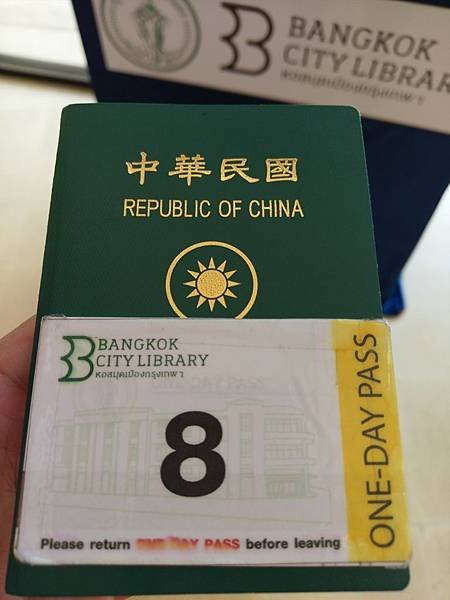 BANGKOK
CITY LIBRARY
หอสมุดเมืองกรุงเทพฯ
中華民國
REPUBLIC OF CHINA
BANGKOK
CITY LIBRARY
หอสมุดเมืองกรุงเทพฯ
8
ONE-DAY PASS
Please return ONE DAY PASS before leaving